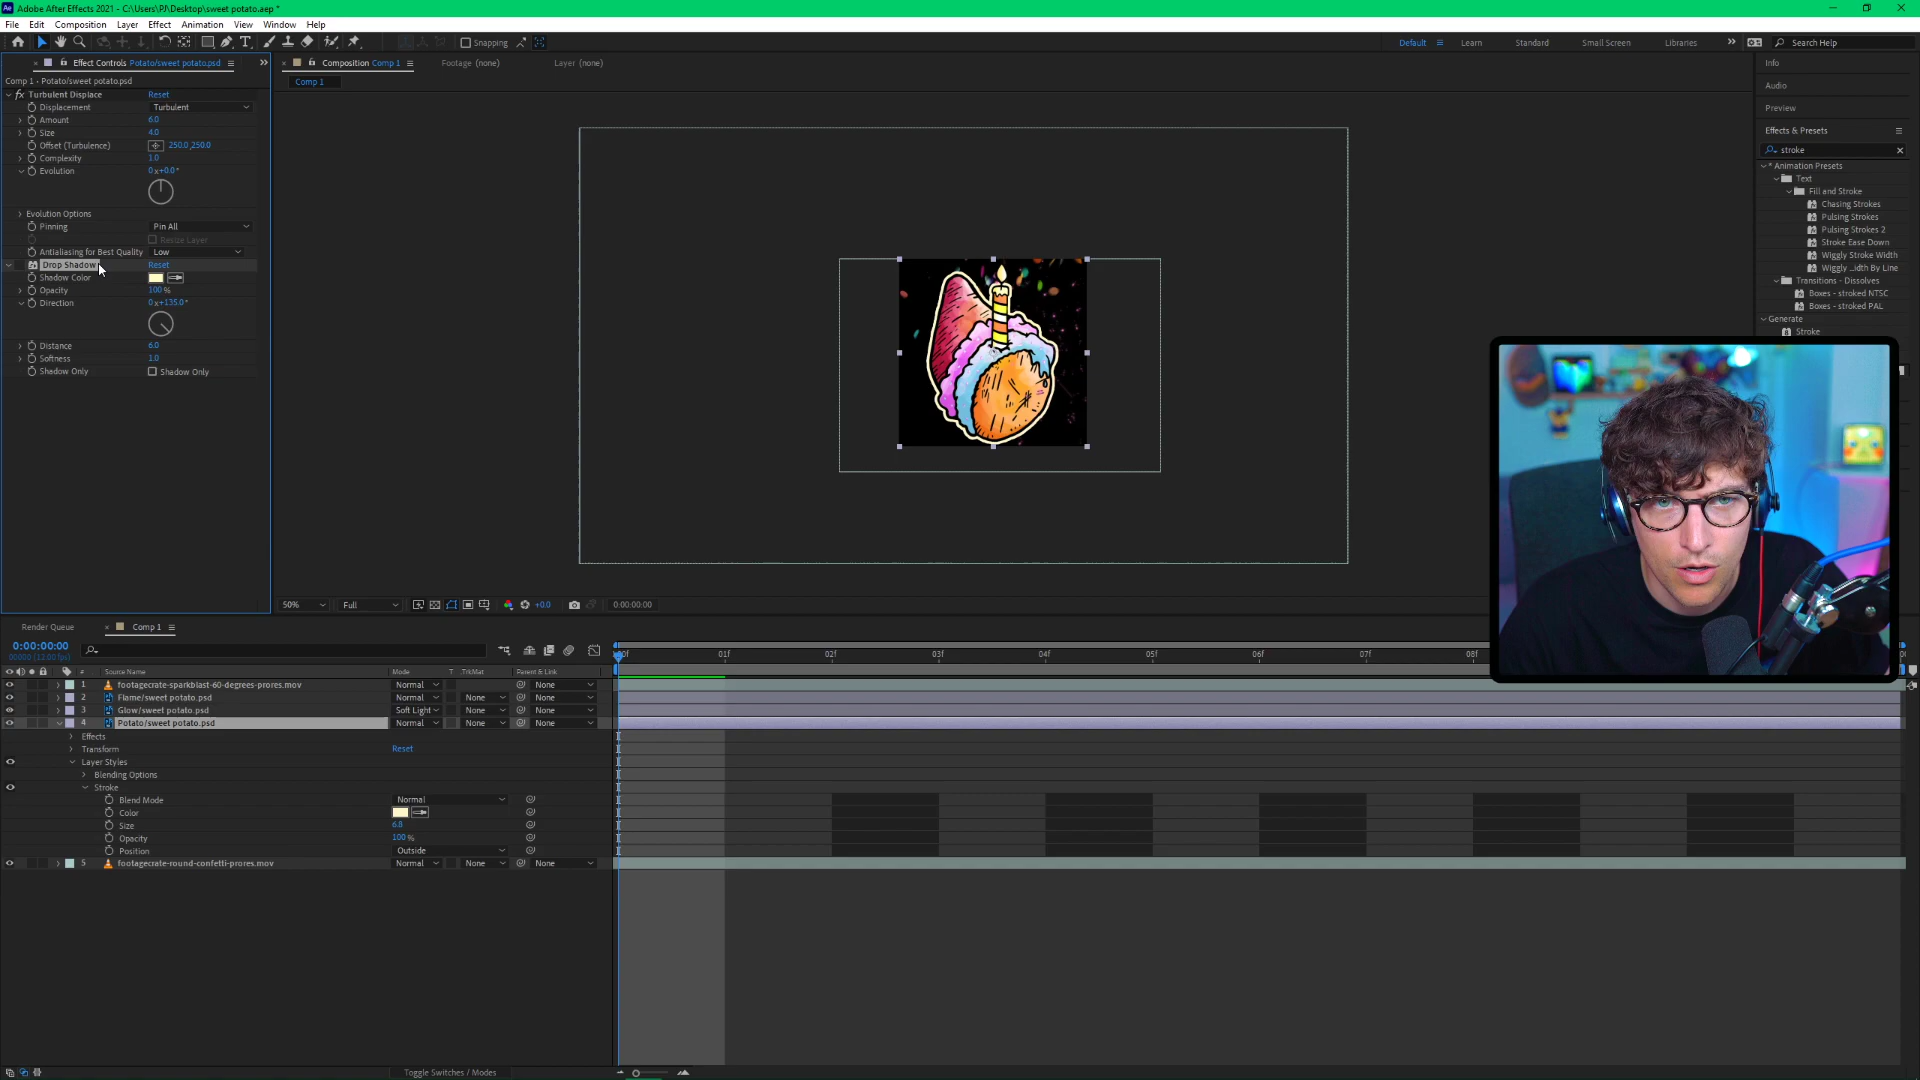 Adobe After Effects 2021 - C:\Users\PJ\Desktop\sweet potato.aep *
File Edit Composition Layer Effect Animation View Window Help
Snapping
Default Learn Standard Small Screen Libraries Search Help
Effect Controls Potato/sweet potato.psd
Comp 1 • Potato/sweet potato.psd
Turbulent Displace Reset
Displacement Turbulent
Amount 6.0
Size 4.0
Offset (Turbulence) 250.0,250.0
Complexity 1.0
Evolution 0x+0.0°
Evolution Options
Pinning Pin All
Resize Layer
Antialiasing for Best Quality Low
Drop Shadow Reset
Shadow Color
Opacity 100 %
Direction 0x+135.0°
Distance 6.0
Softness 1.0
Shadow Only Shadow Only
Composition Comp 1 Footage (none) Layer (none)
Comp 1
50% Full +0.0 0:00:00:00
Info
Audio
Preview
Effects & Presets
stroke
* Animation Presets
Text
Fill and Stroke
Chasing Strokes
Pulsing Strokes
Pulsing Strokes 2
Stroke Ease Down
Wiggly Stroke Width
Wiggly ...idth By Line
Transitions - Dissolves
Boxes - stroked NTSC
Boxes - stroked PAL
Generate
Stroke
Render Queue Comp 1
0:00:00:00
00000 (12.00 fps)
# Source Name Mode T .TrkMat Parent & Link
01f 02f 03f 04f 05f 06f 07f 08f
1 footagecrate-sparkblast-60-degrees-prores.mov Normal None
2 Flame/sweet potato.psd Normal None None
3 Glow/sweet potato.psd Soft Light None None
4 Potato/sweet potato.psd Normal None None
Effects
Transform Reset
Layer Styles
Blending Options
Stroke
Blend Mode Normal
Color
Size 6.8
Opacity 100 %
Position Outside
5 footagecrate-round-confetti-prores.mov Normal None None
Toggle Switches / Modes